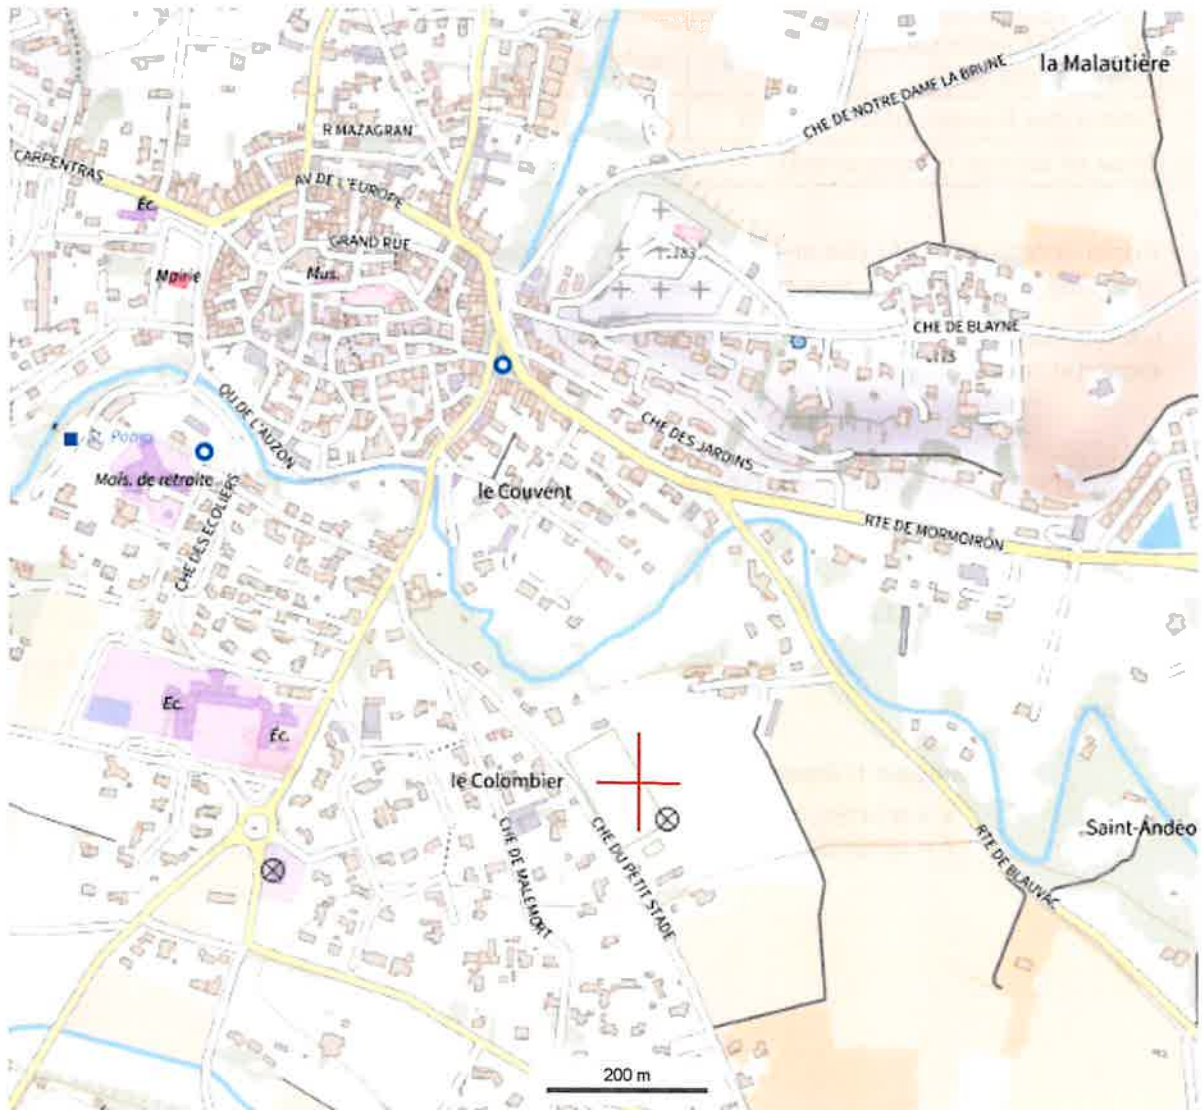 la Malautière
CHE DE NOTRE DAME LA BRUNE
R MAZAGRAN
CARPENTRAS
AV DE L'EUROPE
Éc.
GRAND RUE
Mairie
Mus.
CHE DE BLAYNE
QU DE L'AUZON
CHE DES JARDINS
Mais. de retraite
le Couvent
RTE DE MORMOIRON
CHE DES ECOLIERS
Éc.
Éc.
le Colombier
CHE DE MALEMORT
CHE DU PETIT STADE
RTE DE BLAUVAC
Saint-Andéo
200 m